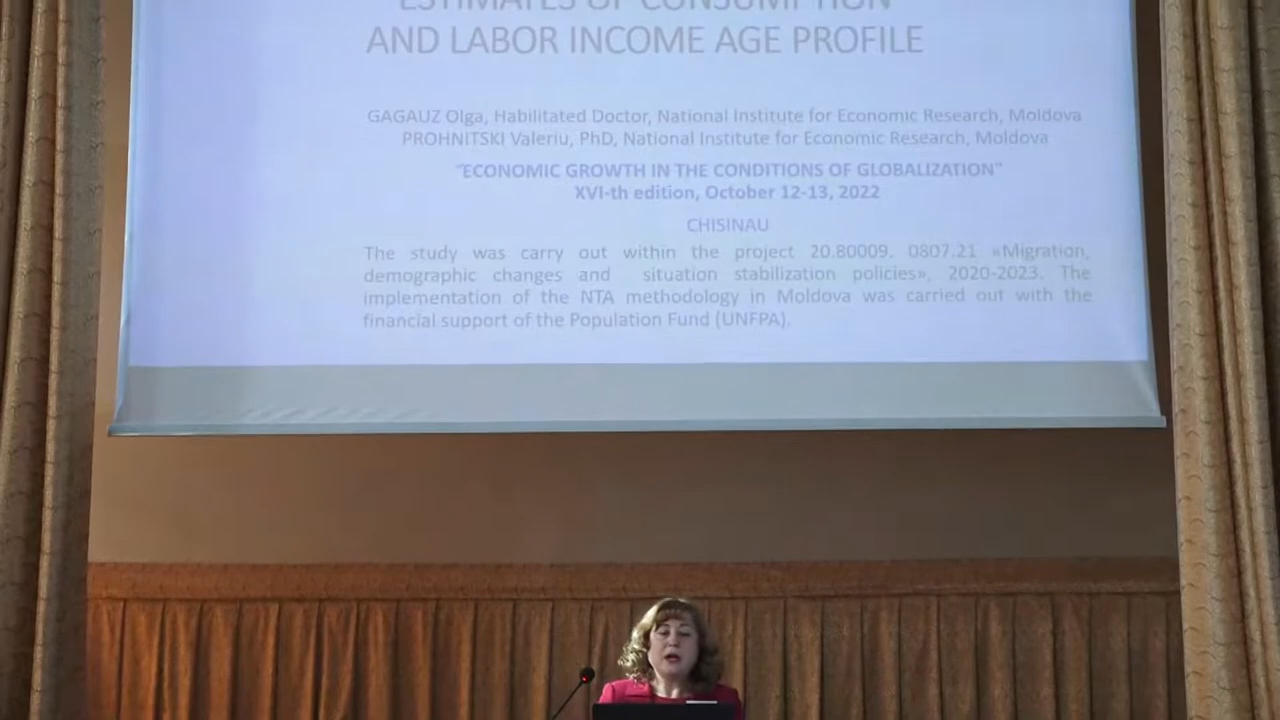 ESTIMATES OF CONSUMPTION
AND LABOR INCOME AGE PROFILE
GAGAUZ Olga, Habilitated Doctor, National Institute for Economic Research, Moldova
PROHNITSKI Valeriu, PhD, National Institute for Economic Research, Moldova
"ECONOMIC GROWTH IN THE CONDITIONS OF GLOBALIZATION"
XVI-th edition, October 12-13, 2022
CHISINAU
The study was carry out within the project 20.80009. 0807.21 «Migration,
demographic changes and situation stabilization policies», 2020-2023. The
implementation of the NTA methodology in Moldova was carried out with the
financial support of the Population Fund (UNFPA).